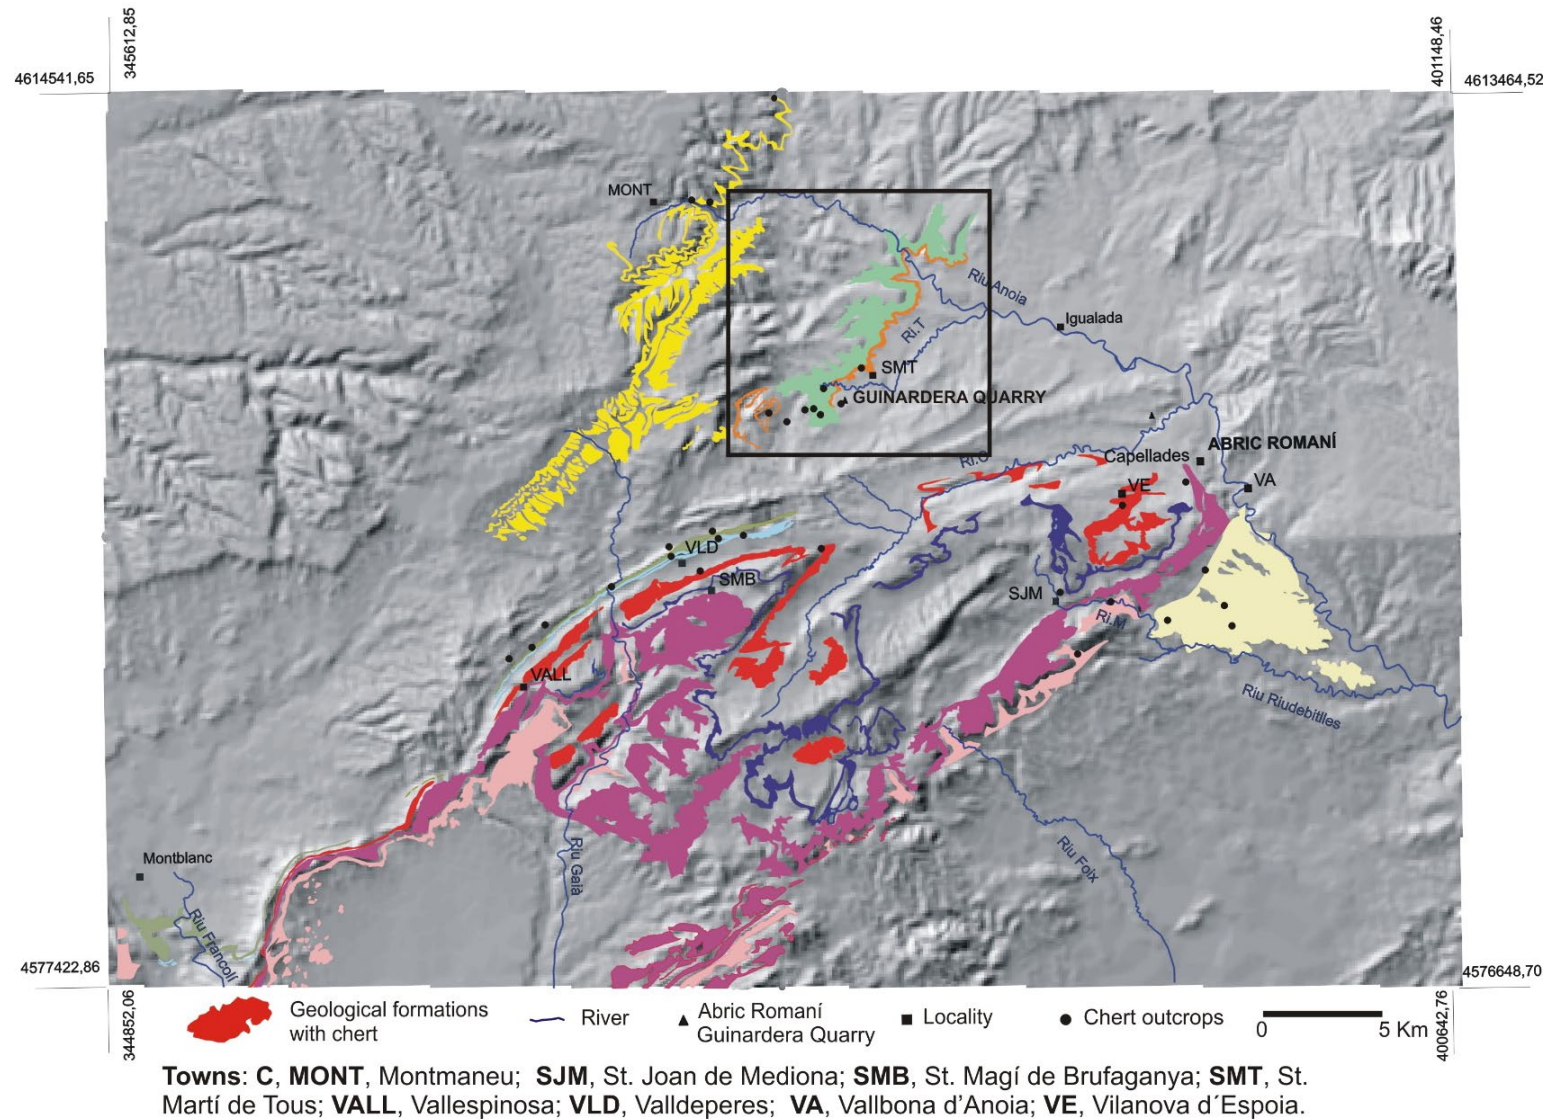 345612,85
401148,46
4614541,65
4613464,52
MONT
Riu Anoia
Igualada
Ri.T
SMT
GUINARDERA QUARRY
ABRIC ROMANÍ
Capellades
Ri.C
VE
VA
VLD
SMB
SJM
Ri.M
VALL
Riu Riudebitlles
Montblanc
Riu Gaià
Riu Foix
Riu Francolí
4577422,86
4576648,70
344852,06
400642,76
Geological formations
with chert
River
Abric Romaní
Guinardera Quarry
Locality
Chert outcrops
0 5 Km
Towns: C, MONT, Montmaneu; SJM, St. Joan de Mediona; SMB, St. Magí de Brufaganya; SMT, St.
Martí de Tous; VALL, Vallespinosa; VLD, Valldeperes; VA, Vallbona d'Anoia; VE, Vilanova d´Espoia.